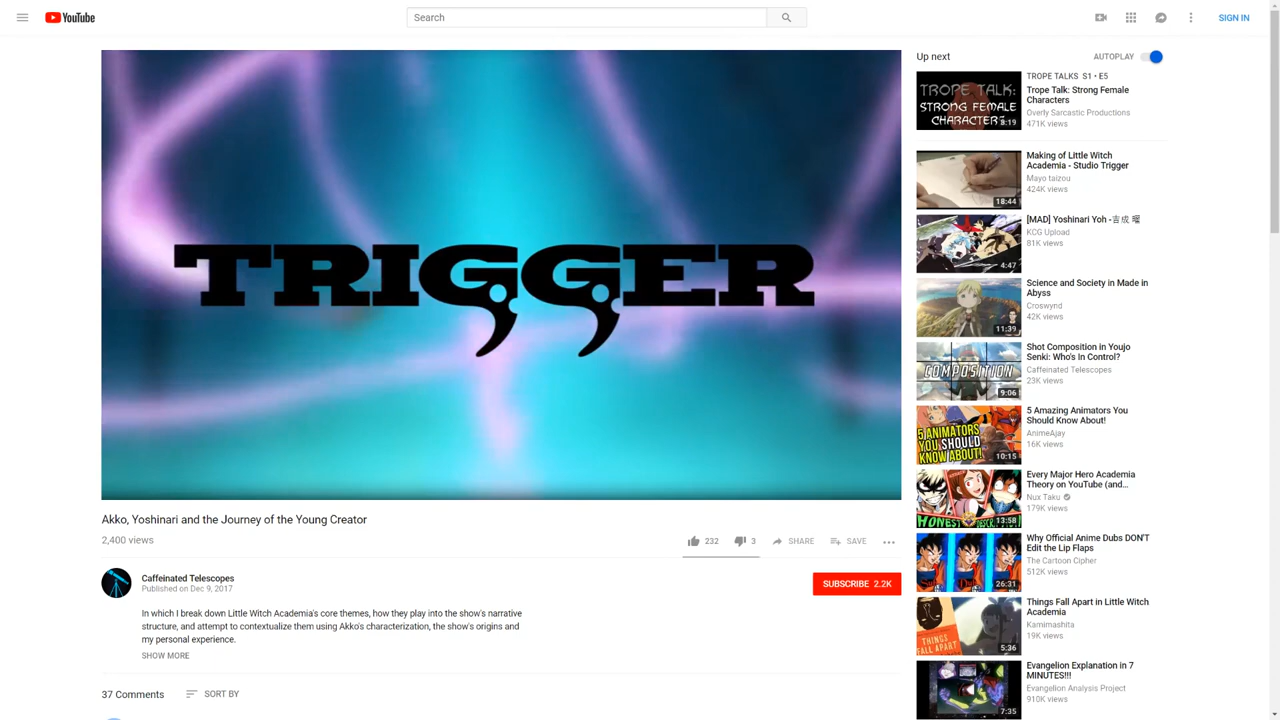 YouTube
Search
SIGN IN
TRIGGER
Akko, Yoshinari and the Journey of the Young Creator
2,400 views
232
3
SHARE
SAVE
Caffeinated Telescopes
Published on Dec 9, 2017
SUBSCRIBE 2.2K
In which I break down Little Witch Academia's core themes, how they play into the show's narrative
structure, and attempt to contextualize them using Akko's characterization, the show's origins and
my personal experience.
SHOW MORE
37 Comments
SORT BY
Up next
AUTOPLAY
TROPE TALK:
STRONG FEMALE
CHARACTERS
8:19
TROPE TALKS S1 • E5
Trope Talk: Strong Female
Characters
Overly Sarcastic Productions
471K views
18:44
Making of Little Witch
Academia - Studio Trigger
Mayo taizou
424K views
4:47
[MAD] Yoshinari Yoh -吉成 曜
KCG Upload
81K views
11:39
Science and Society in Made in
Abyss
Croswynd
42K views
COMPOSITION
9:06
Shot Composition in Youjo
Senki: Who's In Control?
Caffeinated Telescopes
23K views
5 ANIMATORS
YOU SHOULD
KNOW ABOUT!
10:15
5 Amazing Animators You
Should Know About!
AnimeAjay
16K views
HONEST DESCRIPTION
13:58
Every Major Hero Academia
Theory on YouTube (and...
Nux Taku
179K views
Sub
Dub
26:31
Why Official Anime Dubs DON'T
Edit the Lip Flaps
The Cartoon Cipher
512K views
THINGS
FALL APART
5:36
Things Fall Apart in Little Witch
Academia
Kamimashita
19K views
7:35
Evangelion Explanation in 7
MINUTES!!!
Evangelion Analysis Project
910K views